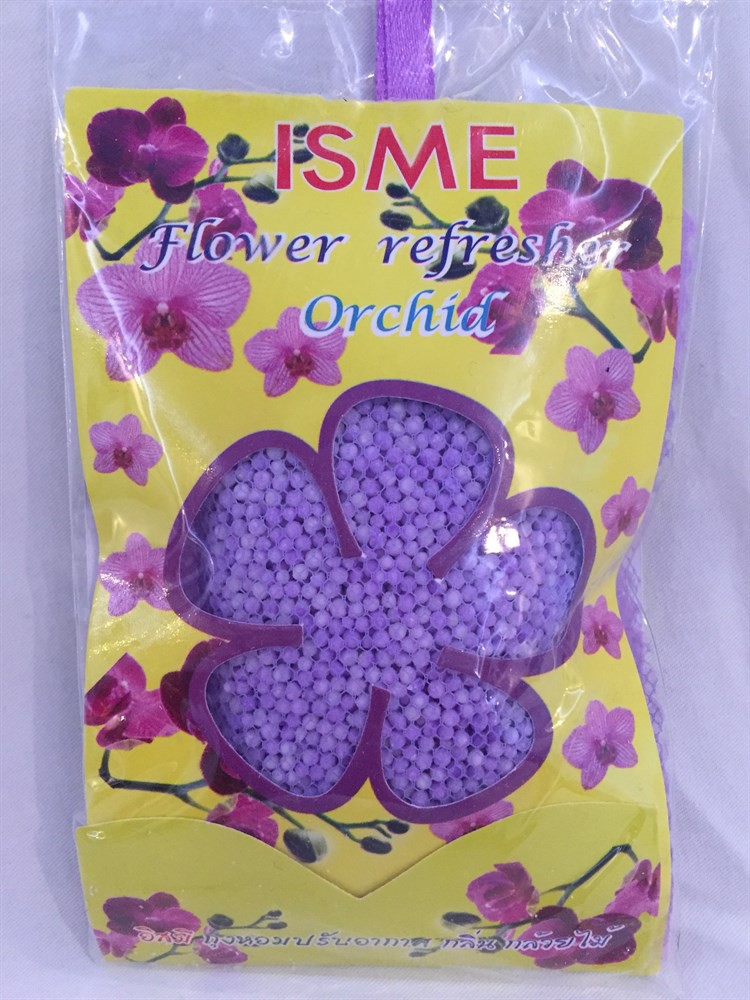 ISME
Flower refresher
Orchid
อิสมี ถุงหอมปรับอากาศ กลิ่น กล้วยไม้